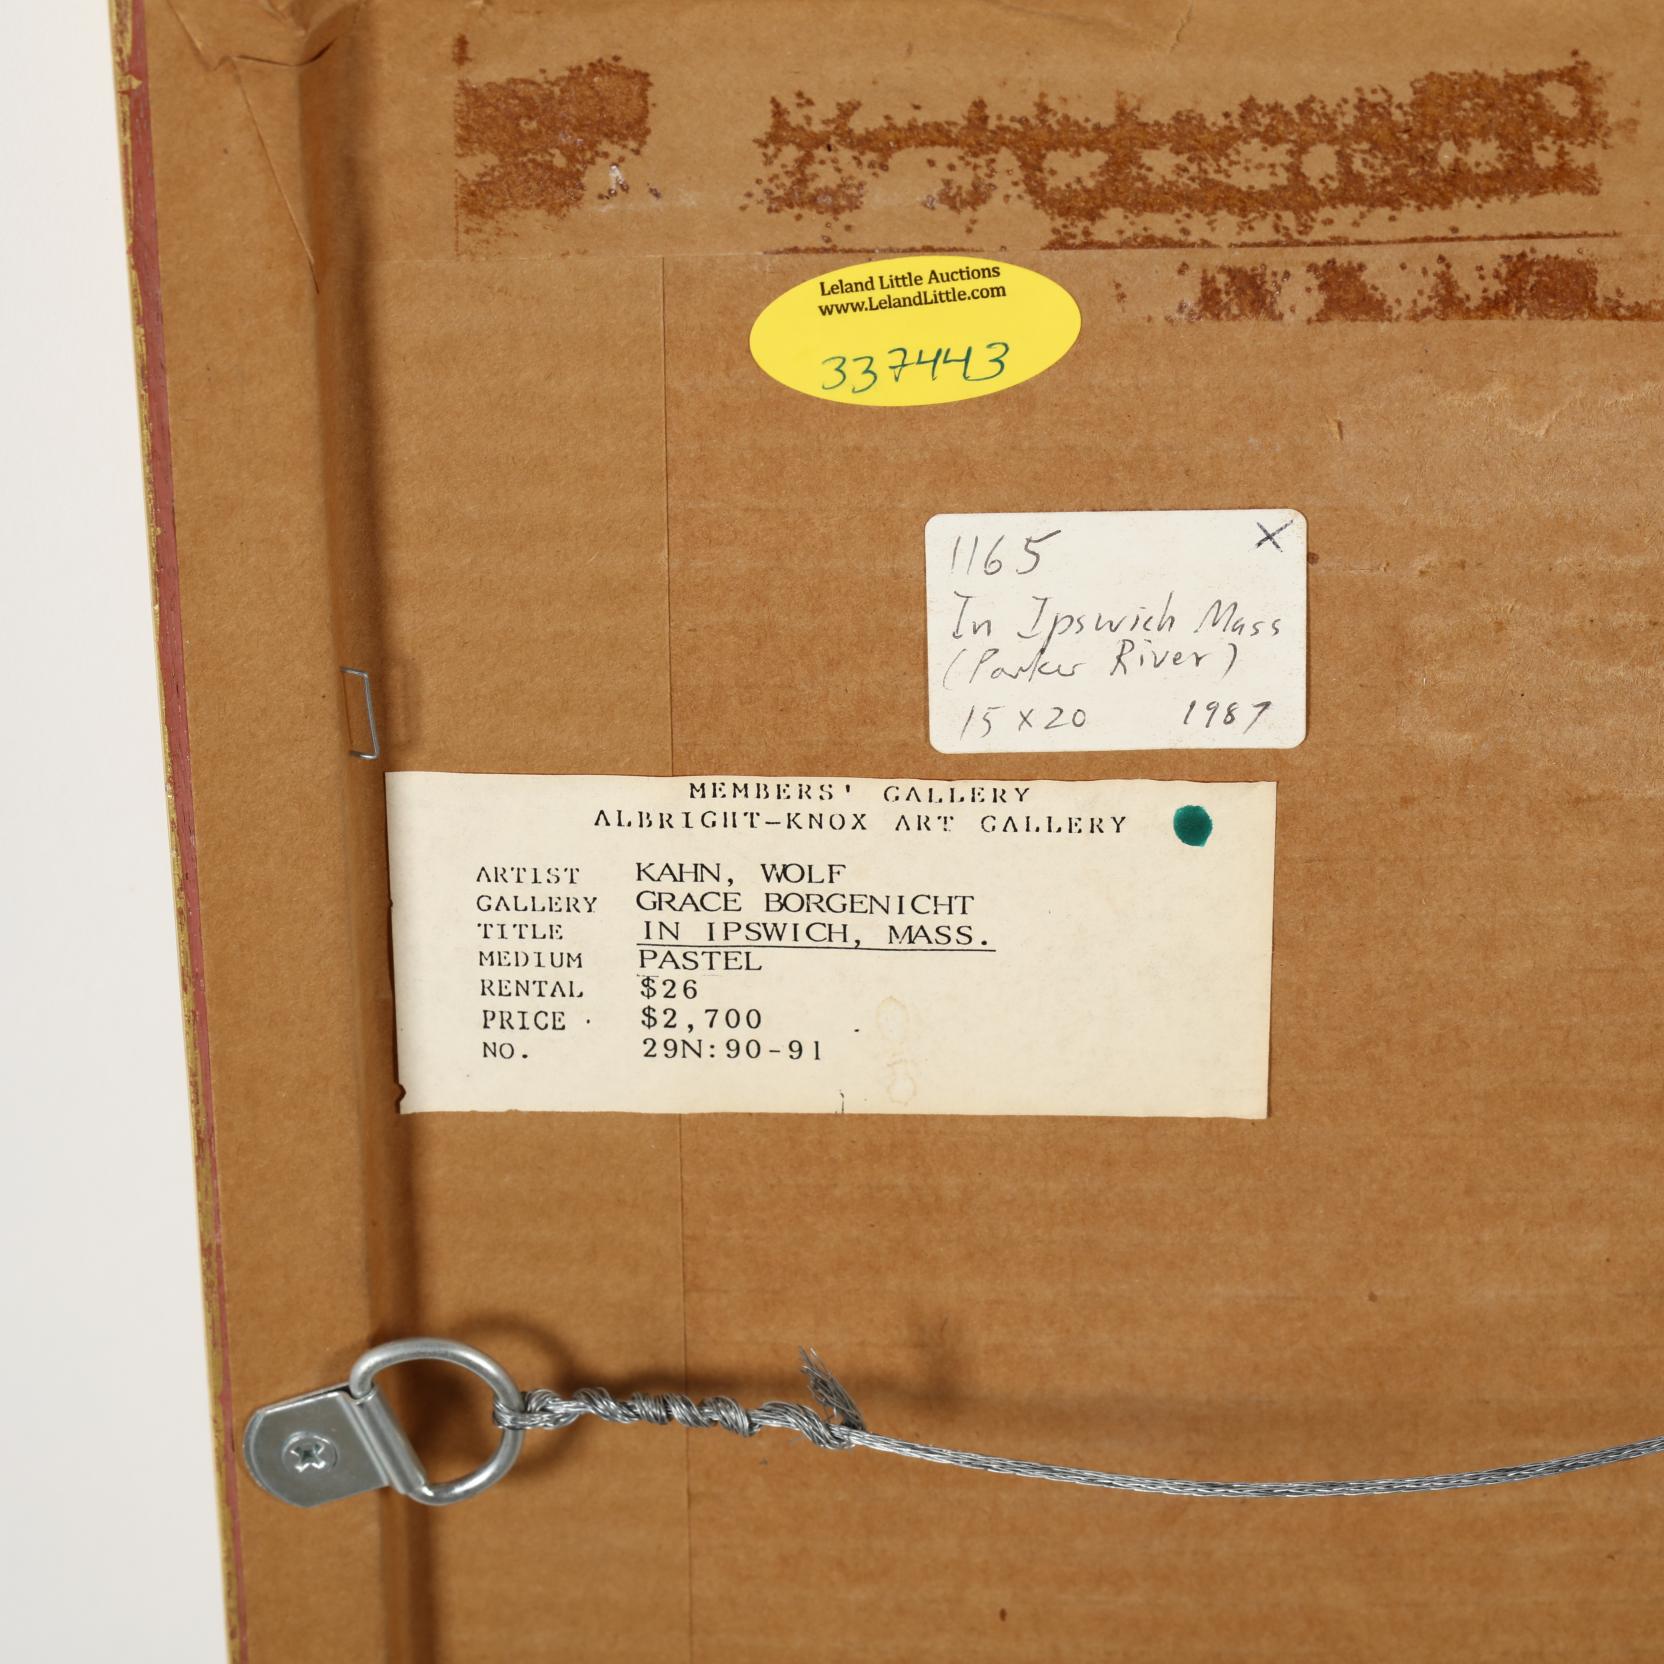 Leland Little Auctions
www.LelandLittle.com
337443
1165 X
In Ipswich Mass
(Parker River)
15 x 20 1987
MEMBERS' GALLERY
ALBRIGHT-KNOX ART GALLERY
ARTIST KAHN, WOLF
GALLERY GRACE BORGENICHT
TITLE IN IPSWICH, MASS.
MEDIUM PASTEL
RENTAL $26
PRICE $2,700
NO. 29N:90-91